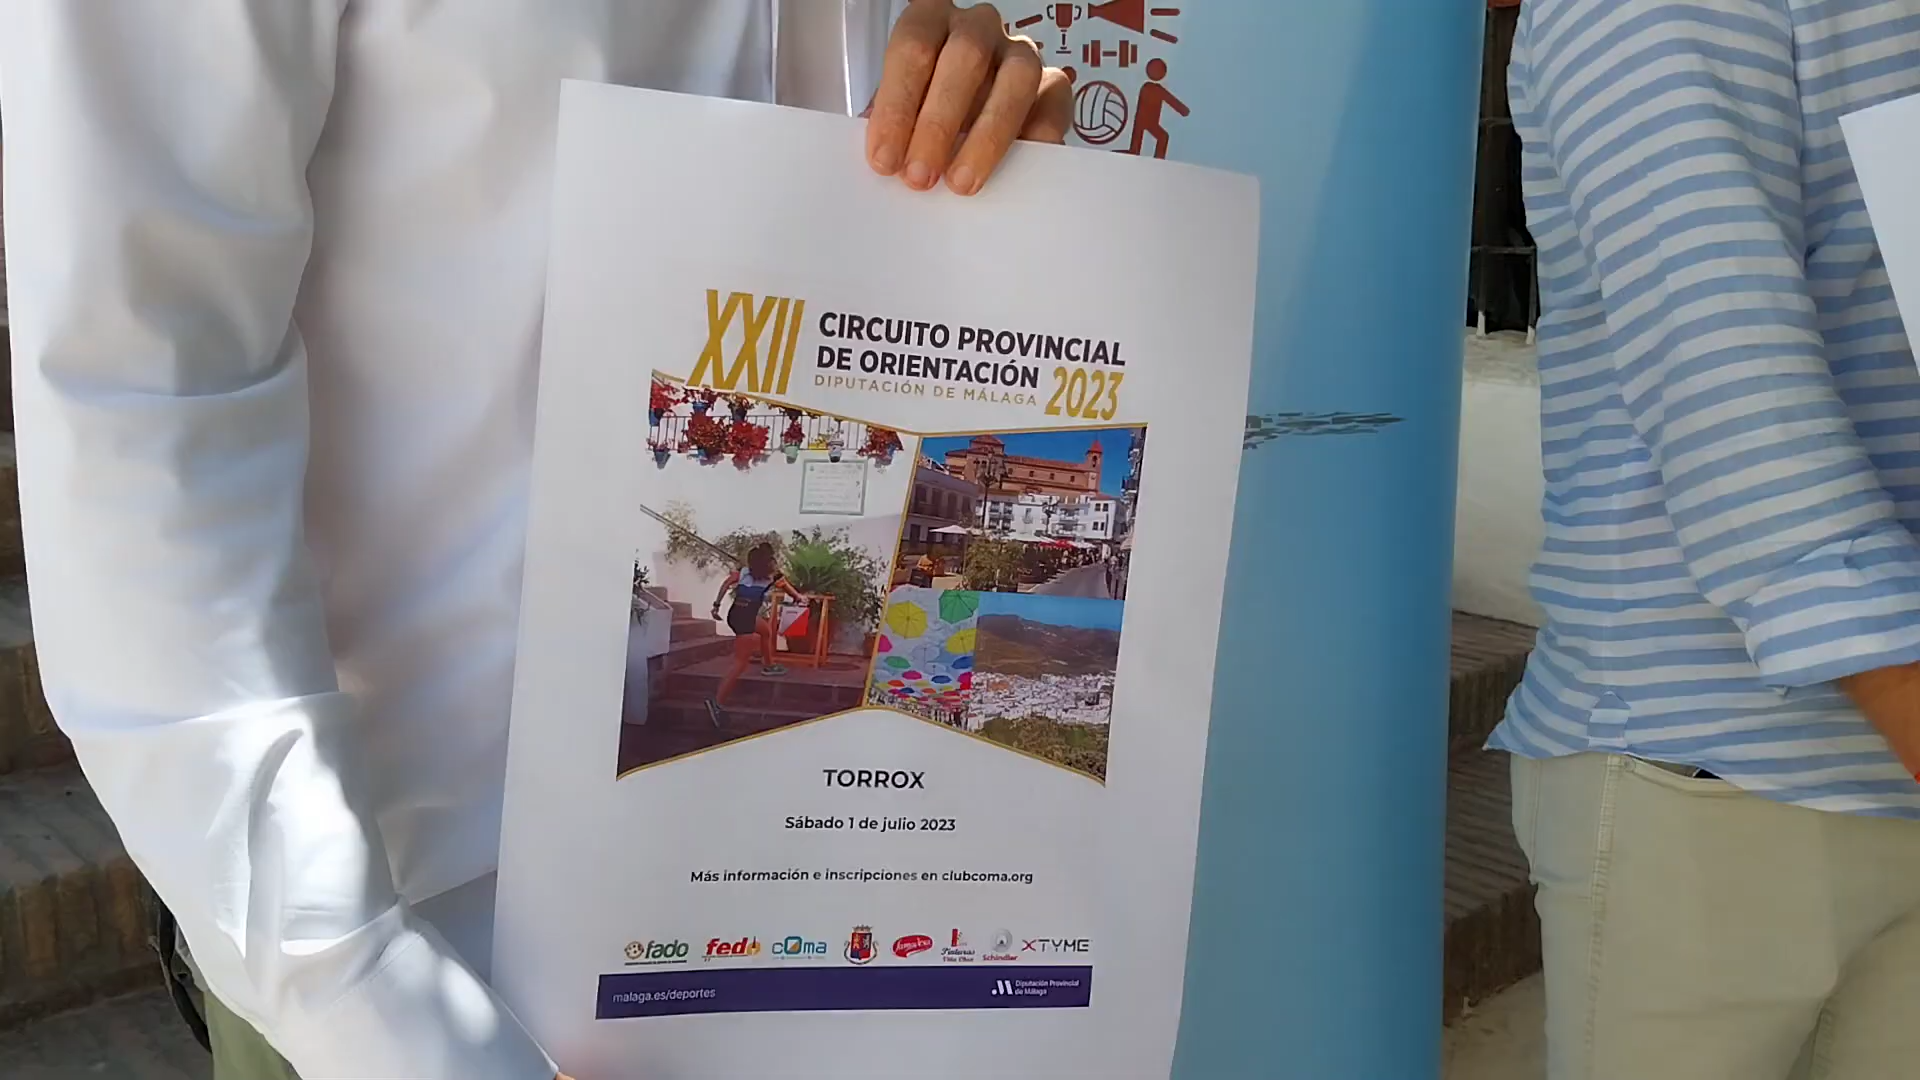 XXII CIRCUITO PROVINCIAL
DE ORIENTACIÓN 2023
DIPUTACIÓN DE MÁLAGA
TORROX
Sábado 1 de julio 2023
Más información e inscripciones en clubcoma.org
fado fedo cOma Schindler XTYME
malaga.es/deportes
Diputación Provincial
de Málaga